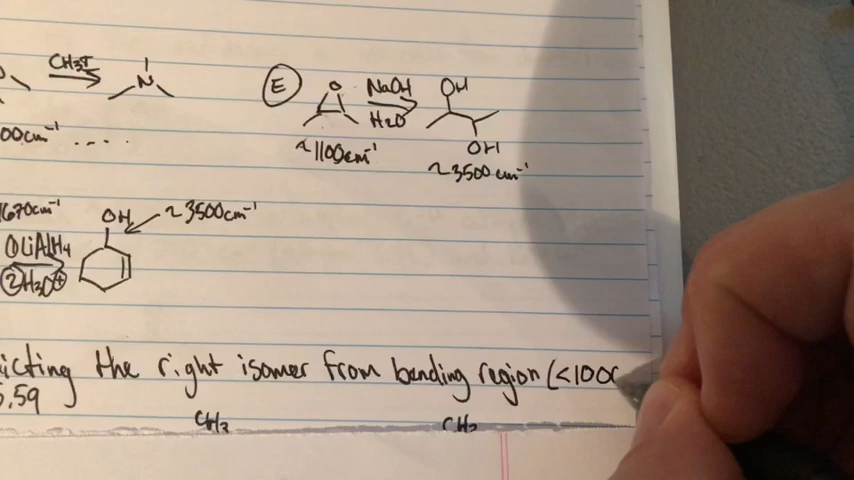 CH3I
N
00cm⁻¹ ....
E
O
NaOH
H2O
OH
OH
~1100cm⁻¹
~3500cm⁻¹
1670cm⁻¹
OH
~3500cm⁻¹
① LiAlH4
② H3O⊕
icting the right isomer from bending region (<100
5.59
CH3